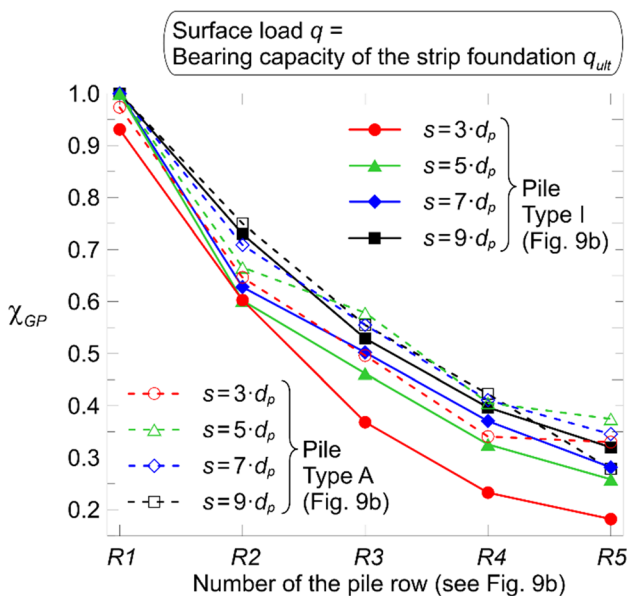 Surface load q =
Bearing capacity of the strip foundation qult
1.0
0.9
0.8
0.7
0.6
0.5
0.4
0.3
0.2
χGP
s=3·dp
s=5·dp
s=7·dp
s=9·dp
Pile
Type I
(Fig. 9b)
s=3·dp
s=5·dp
s=7·dp
s=9·dp
Pile
Type A
(Fig. 9b)
R1 R2 R3 R4 R5
Number of the pile row (see Fig. 9b)